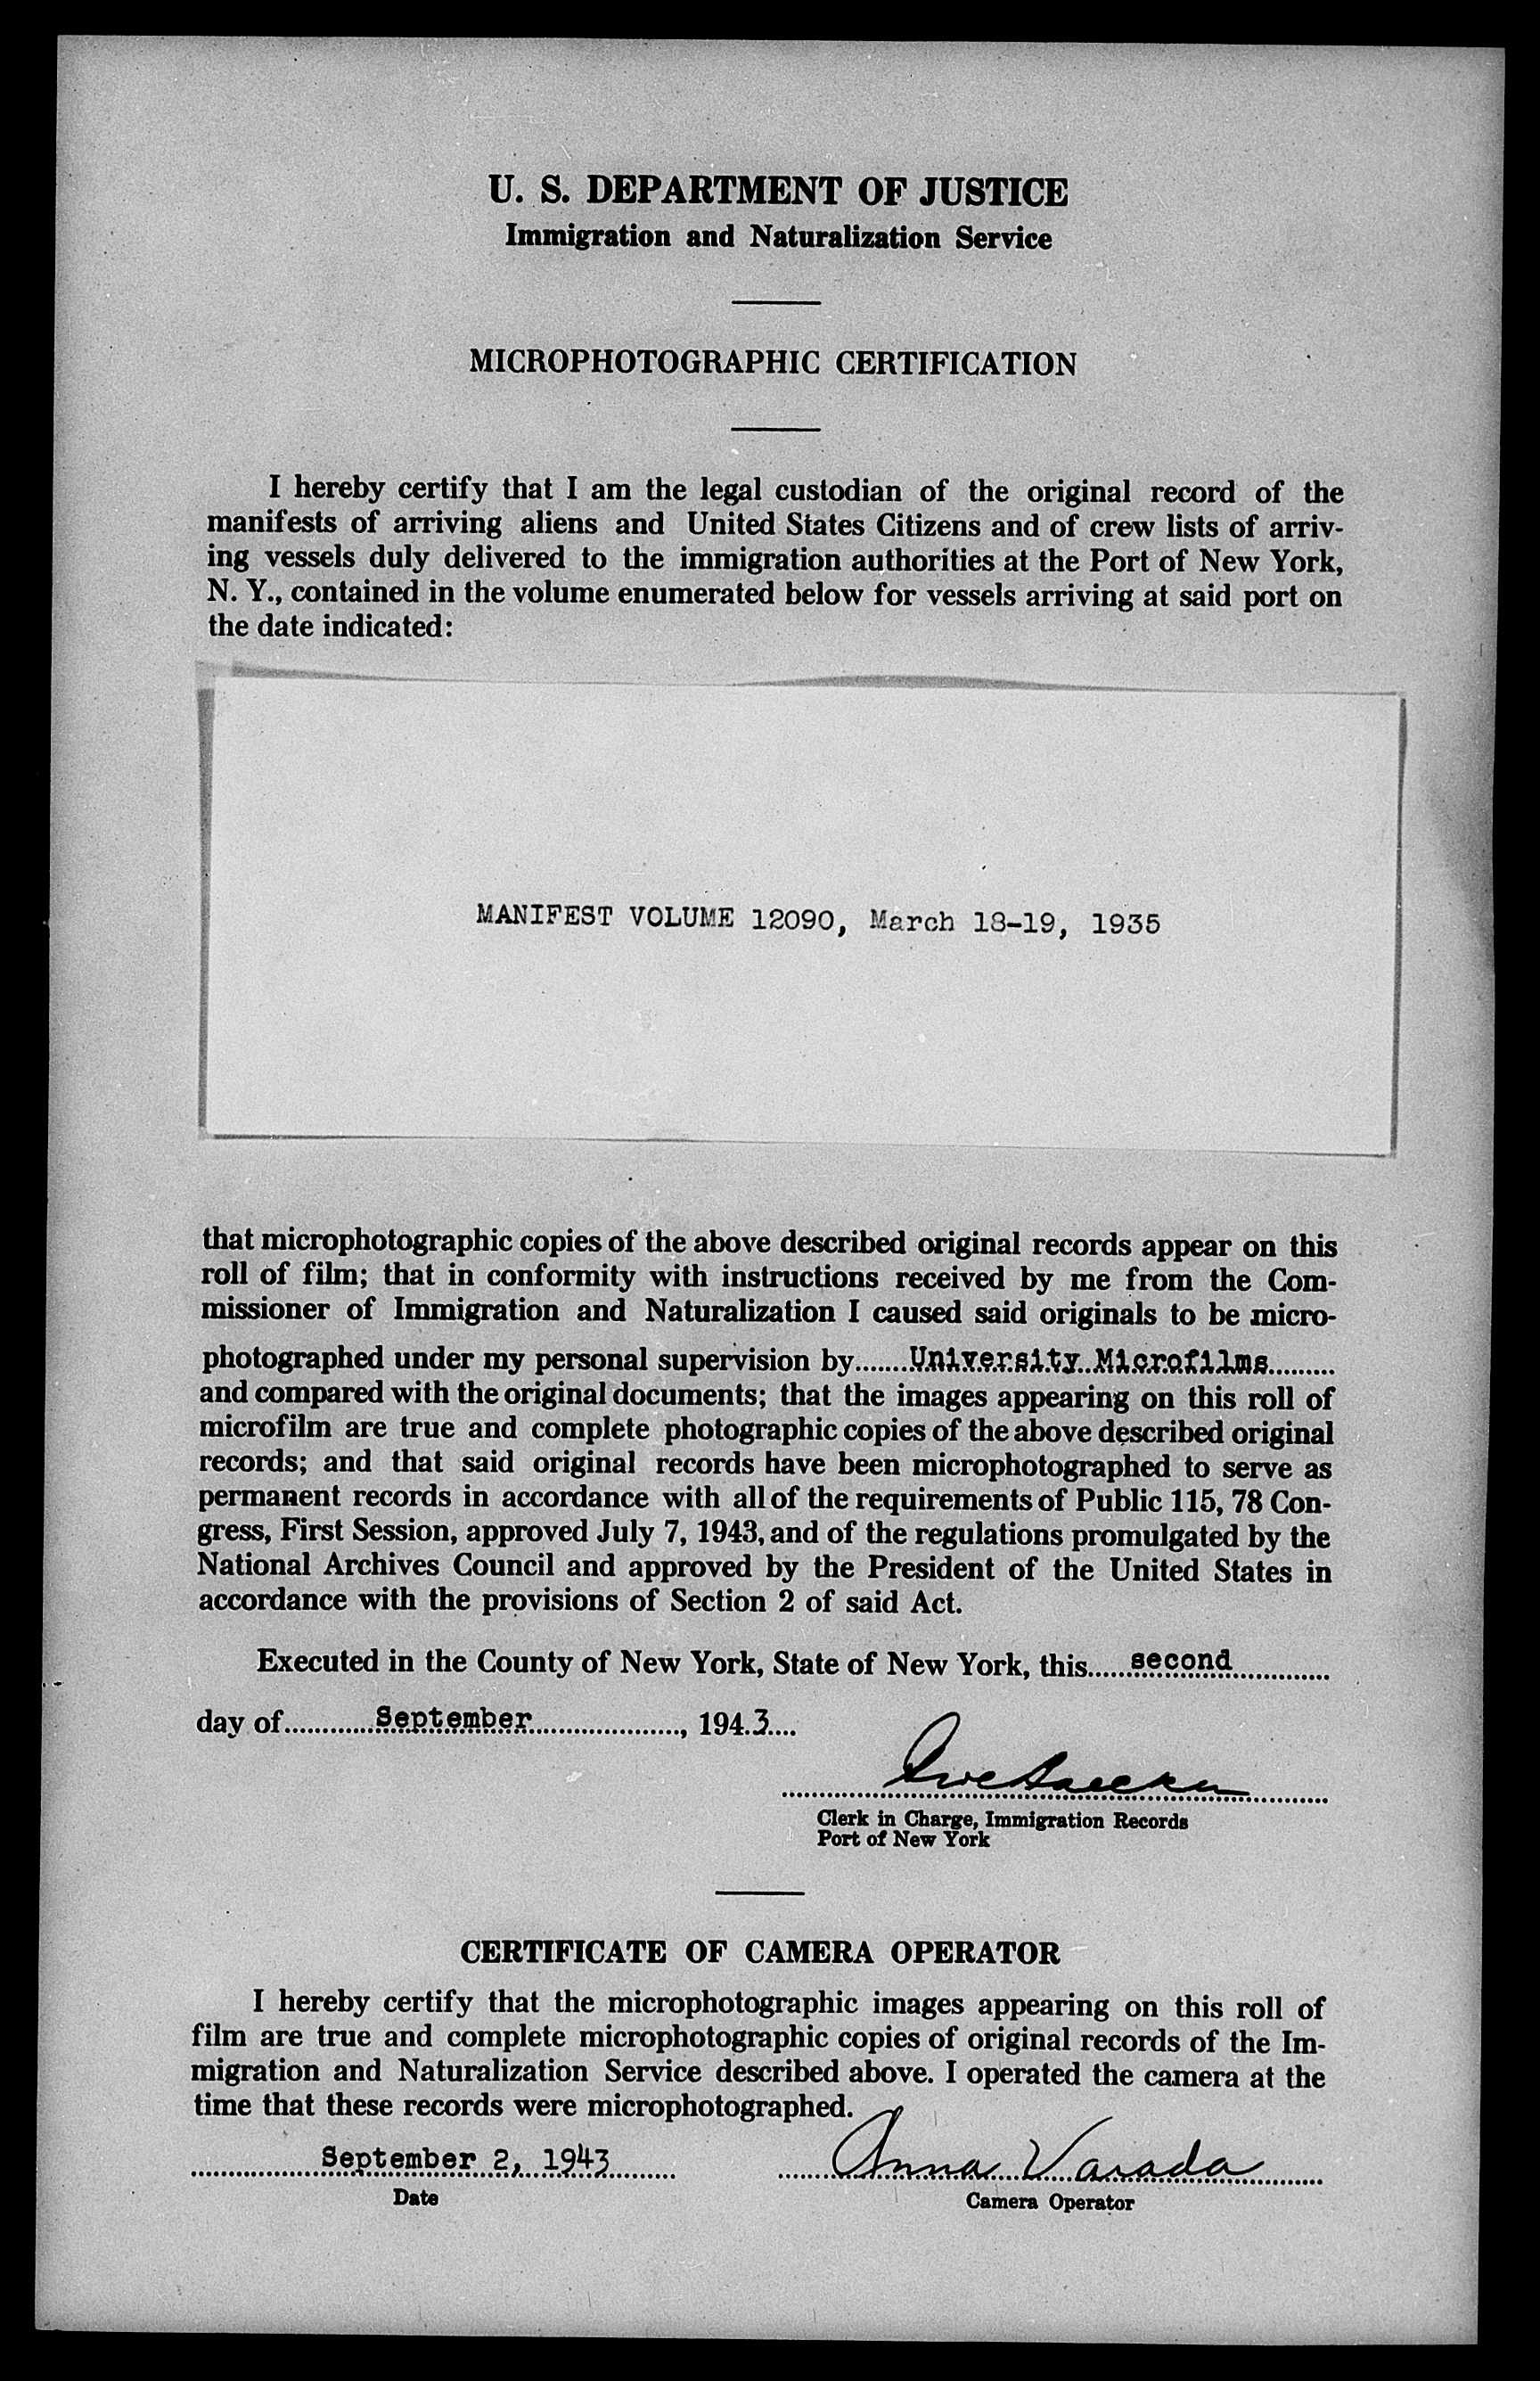 U. S. DEPARTMENT OF JUSTICE
Immigration and Naturalization Service
MICROPHOTOGRAPHIC CERTIFICATION
I hereby certify that I am the legal custodian of the original record of the
manifests of arriving aliens and United States Citizens and of crew lists of arriv-
ing vessels duly delivered to the immigration authorities at the Port of New York,
N. Y., contained in the volume enumerated below for vessels arriving at said port on
the date indicated:
MANIFEST VOLUME 12090, March 18-19, 1935
that microphotographic copies of the above described original records appear on this
roll of film; that in conformity with instructions received by me from the Com-
missioner of Immigration and Naturalization I caused said originals to be micro-
photographed under my personal supervision by.......University Microfilms.........
and compared with the original documents; that the images appearing on this roll of
microfilm are true and complete photographic copies of the above described original
records; and that said original records have been microphotographed to serve as
permanent records in accordance with all of the requirements of Public 115, 78 Con-
gress, First Session, approved July 7, 1943, and of the regulations promulgated by the
National Archives Council and approved by the President of the United States in
accordance with the provisions of Section 2 of said Act.
Executed in the County of New York, State of New York, this......second.............
day of............September...................., 194.3....
Clerk in Charge, Immigration Records
Port of New York
CERTIFICATE OF CAMERA OPERATOR
I hereby certify that the microphotographic images appearing on this roll of
film are true and complete microphotographic copies of original records of the Im-
migration and Naturalization Service described above. I operated the camera at the
time that these records were microphotographed.
September 2, 1943 Anna Varada
Date Camera Operator